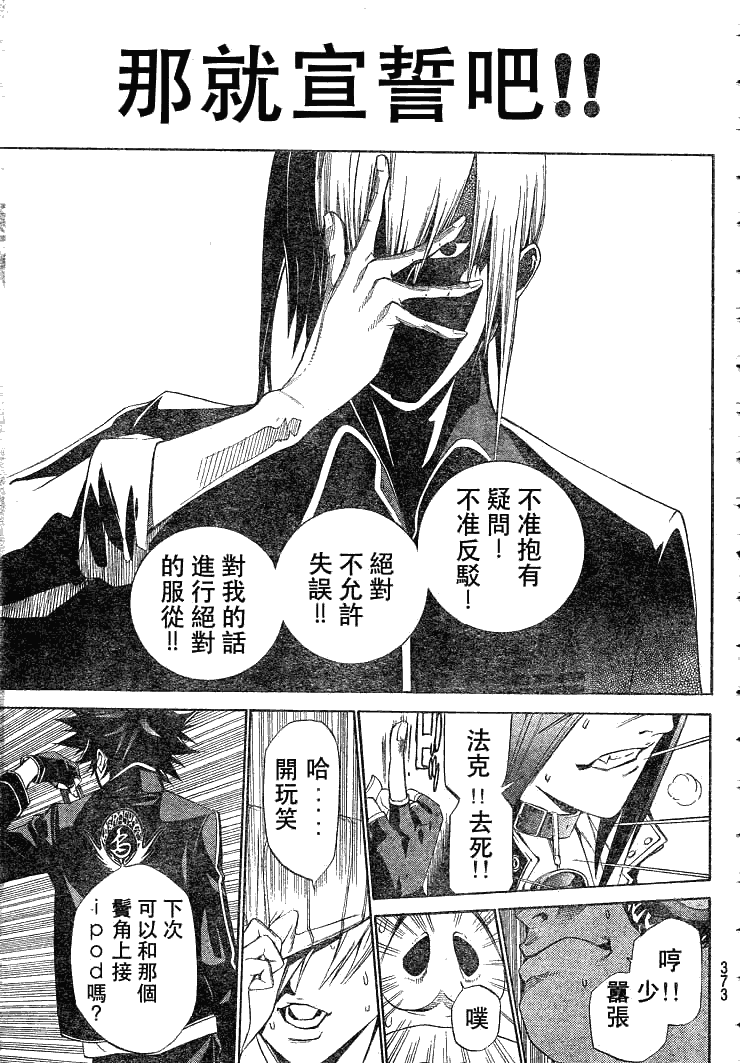 那就宣誓吧!!
不准抱有
疑問！
不准反駁！
絕對
不允許
失誤!!
對我的話
進行絕對
的服從!!
法克!!去死!!
哈‥‥
開玩笑
哼!!
少
囂張
噗
下次
可以和那個
鬢角上接
ipod嗎？
373